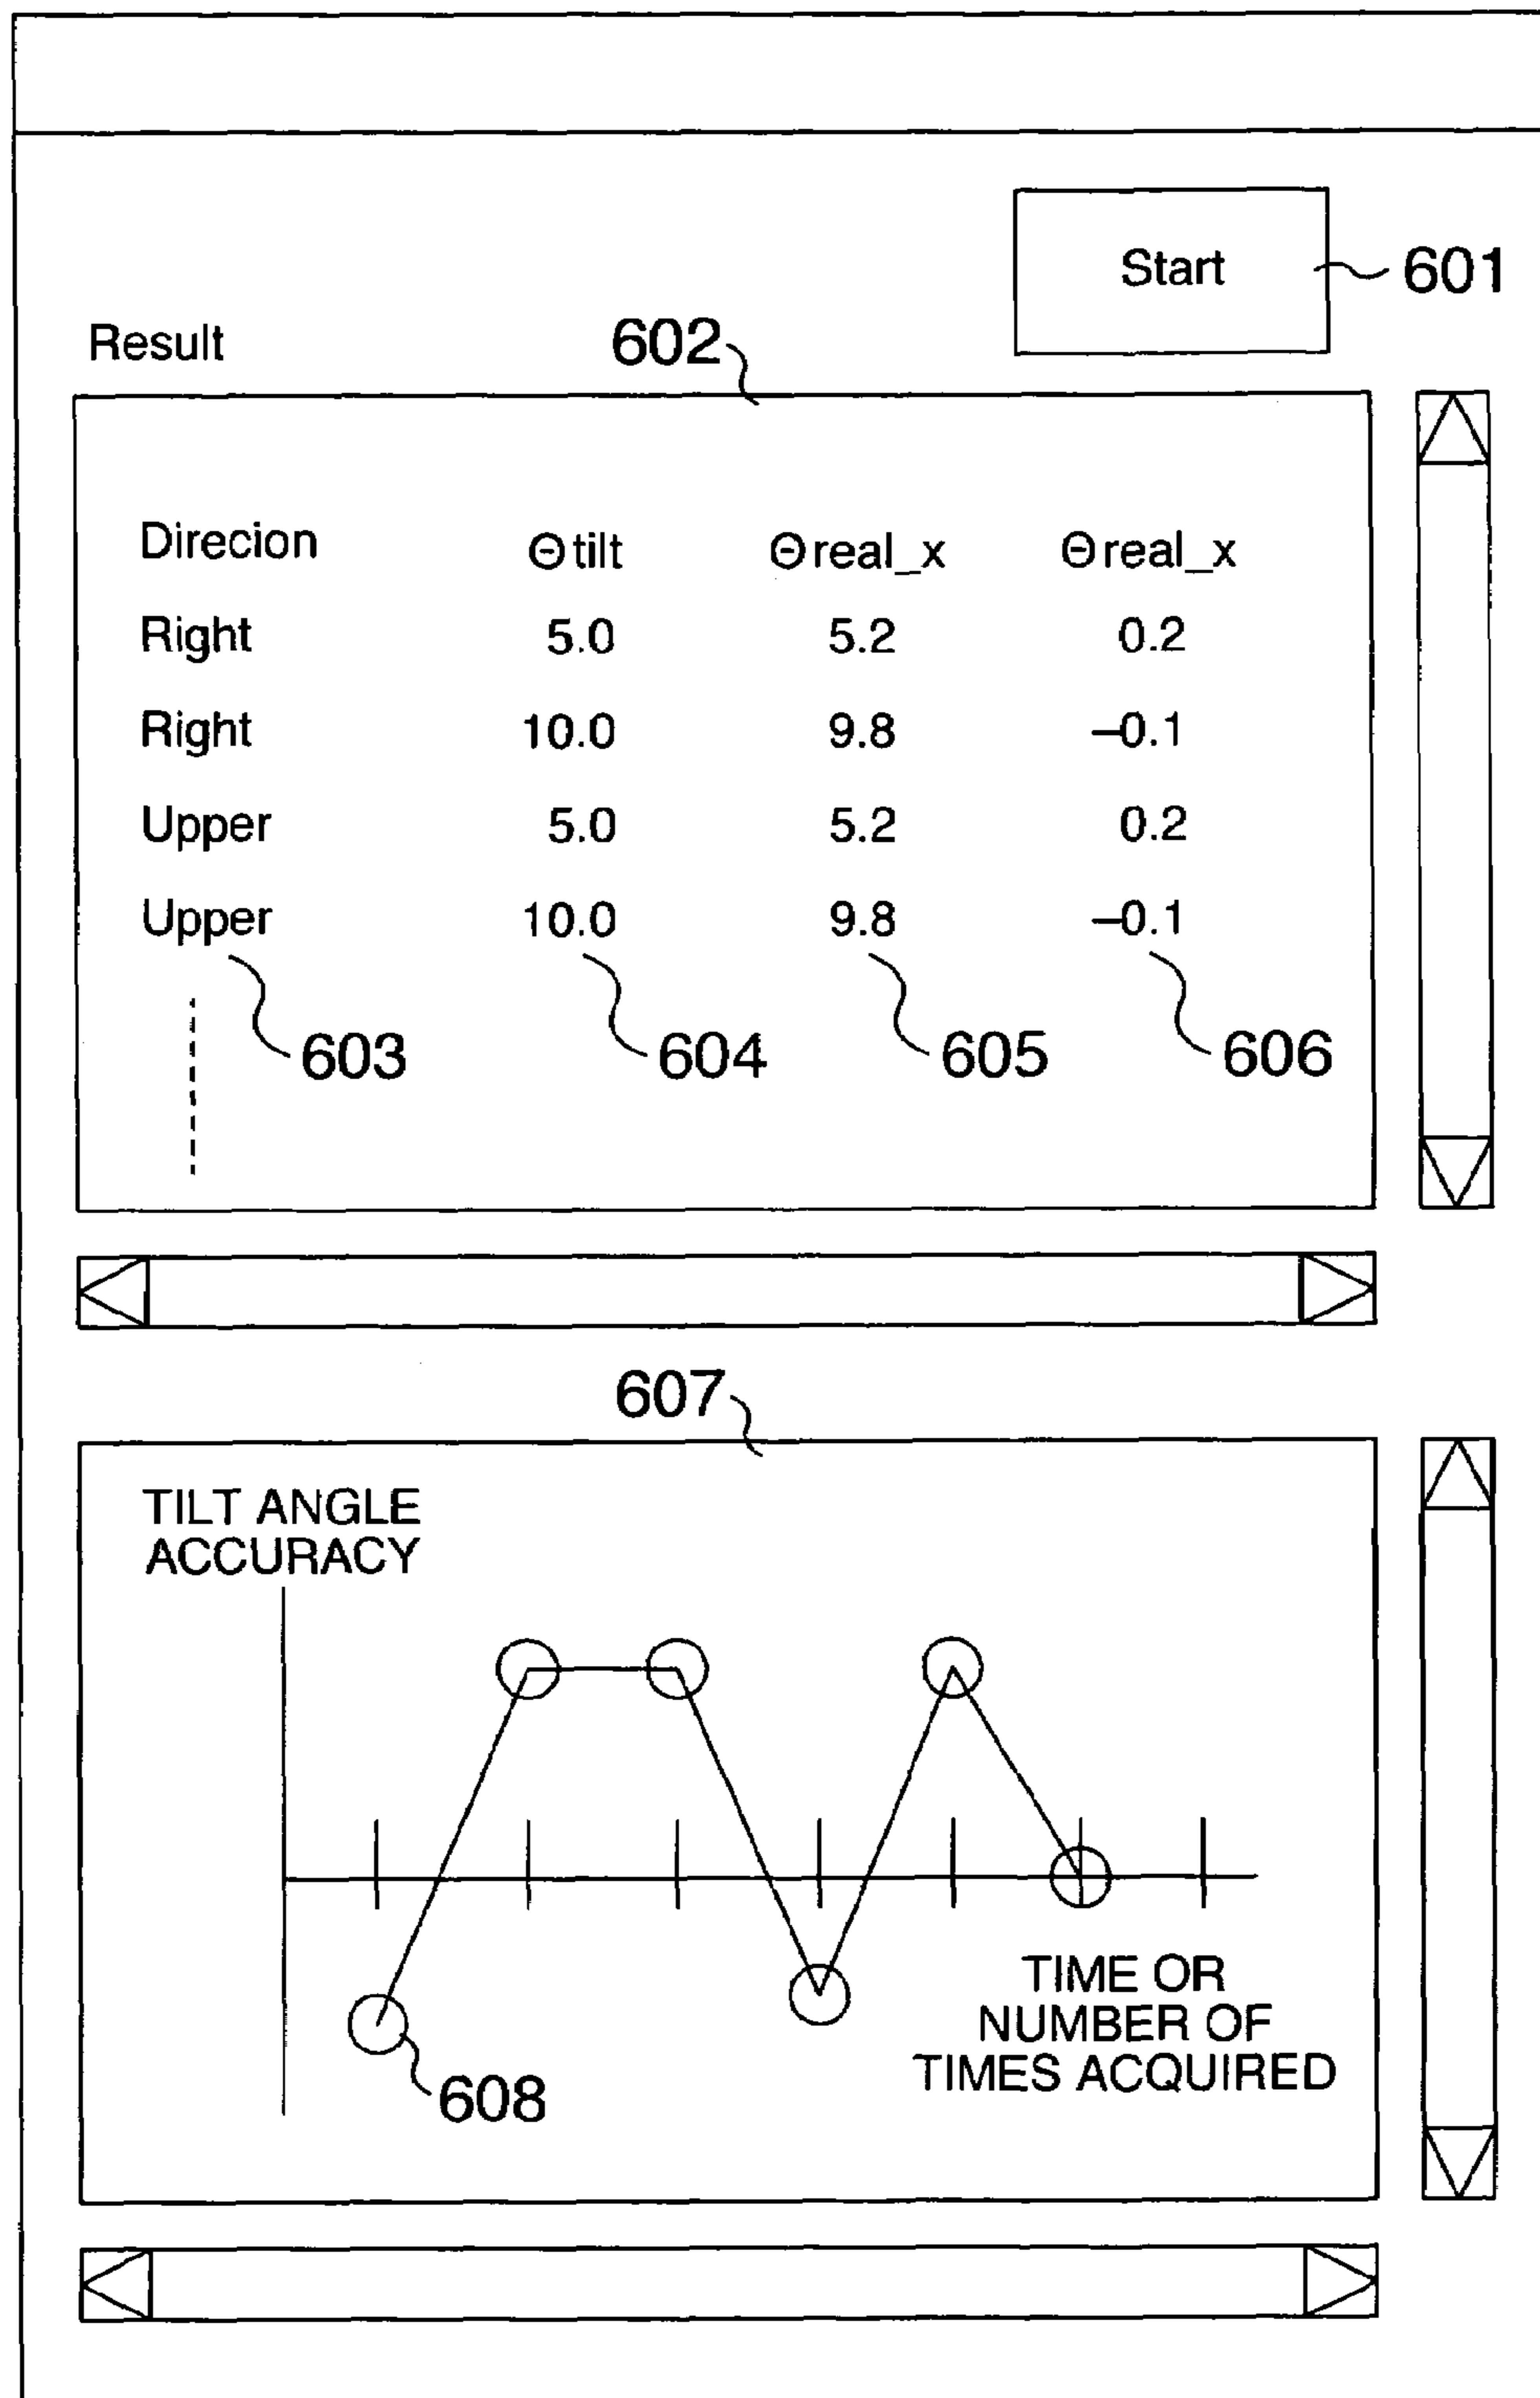 Start
601
Result
602
Direcion Θtilt Θreal_x Θreal_x
Right 5.0 5.2 0.2
Right 10.0 9.8 –0.1
Upper 5.0 5.2 0.2
Upper 10.0 9.8 –0.1
603 604 605 606
607
TILT ANGLE
ACCURACY
TIME OR
NUMBER OF
TIMES ACQUIRED
608